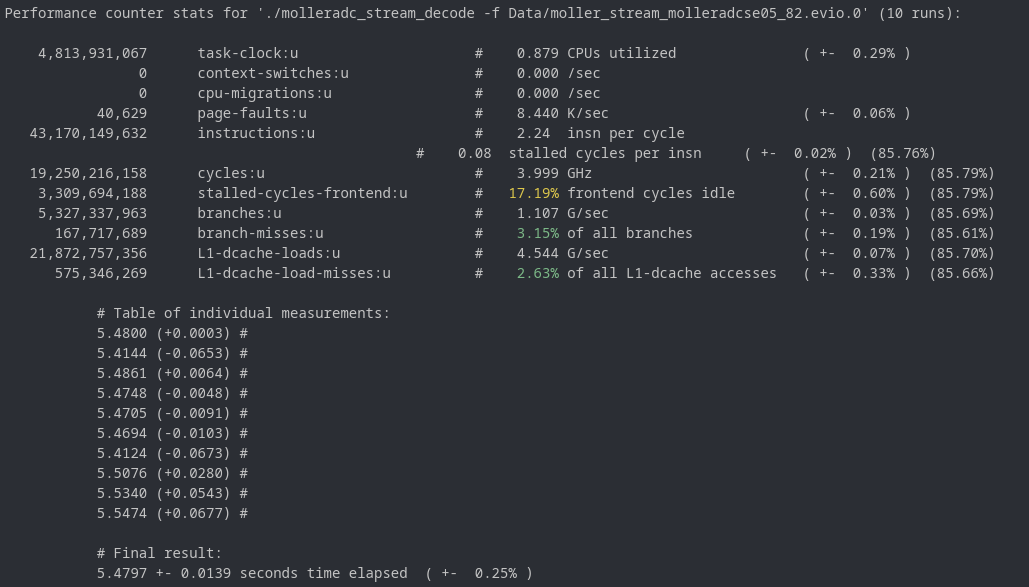 Performance counter stats for './molleradc_stream_decode -f Data/moller_stream_molleradcse05_82.evio.0' (10 runs):
4,813,931,067 task-clock:u # 0.879 CPUs utilized ( +- 0.29% )
0 context-switches:u # 0.000 /sec
0 cpu-migrations:u # 0.000 /sec
40,629 page-faults:u # 8.440 K/sec ( +- 0.06% )
43,170,149,632 instructions:u # 2.24 insn per cycle
# 0.08 stalled cycles per insn ( +- 0.02% ) (85.76%)
19,250,216,158 cycles:u # 3.999 GHz ( +- 0.21% ) (85.79%)
3,309,694,188 stalled-cycles-frontend:u # 17.19% frontend cycles idle ( +- 0.60% ) (85.79%)
5,327,337,963 branches:u # 1.107 G/sec ( +- 0.03% ) (85.69%)
167,717,689 branch-misses:u # 3.15% of all branches ( +- 0.19% ) (85.61%)
21,872,757,356 L1-dcache-loads:u # 4.544 G/sec ( +- 0.07% ) (85.70%)
575,346,269 L1-dcache-load-misses:u # 2.63% of all L1-dcache accesses ( +- 0.33% ) (85.66%)
# Table of individual measurements:
5.4800 (+0.0003) #
5.4144 (-0.0653) #
5.4861 (+0.0064) #
5.4748 (-0.0048) #
5.4705 (-0.0091) #
5.4694 (-0.0103) #
5.4124 (-0.0673) #
5.5076 (+0.0280) #
5.5340 (+0.0543) #
5.5474 (+0.0677) #
# Final result:
5.4797 +- 0.0139 seconds time elapsed ( +- 0.25% )